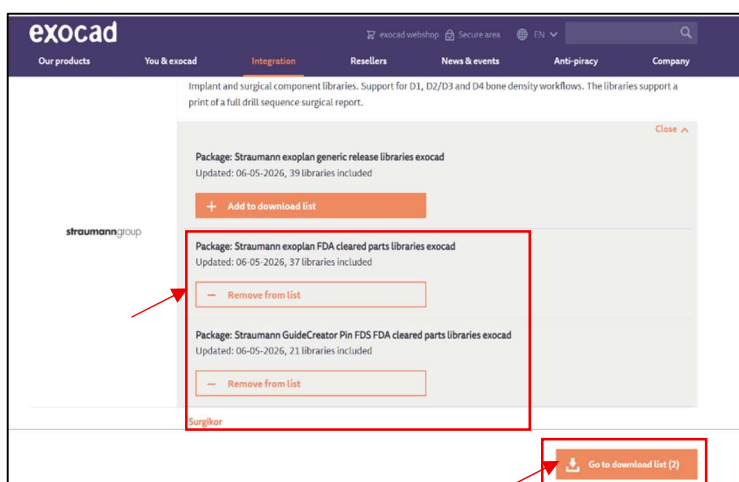 exocad
exocad webshop Secure area EN
Our products You & exocad Integration Resellers News & events Anti-piracy Company
Implant and surgical component libraries. Support for D1, D2/D3 and D4 bone density workflows. The libraries support a
print of a full drill sequence surgical report.
Close
Package: Straumann exoplan generic release libraries exocad
Updated: 06-05-2026, 39 libraries included
+ Add to download list
straumanngroup
Package: Straumann exoplan FDA cleared parts libraries exocad
Updated: 06-05-2026, 37 libraries included
− Remove from list
Package: Straumann GuideCreator Pin FDS FDA cleared parts libraries exocad
Updated: 06-05-2026, 21 libraries included
− Remove from list
Surgikor
Go to download list (2)